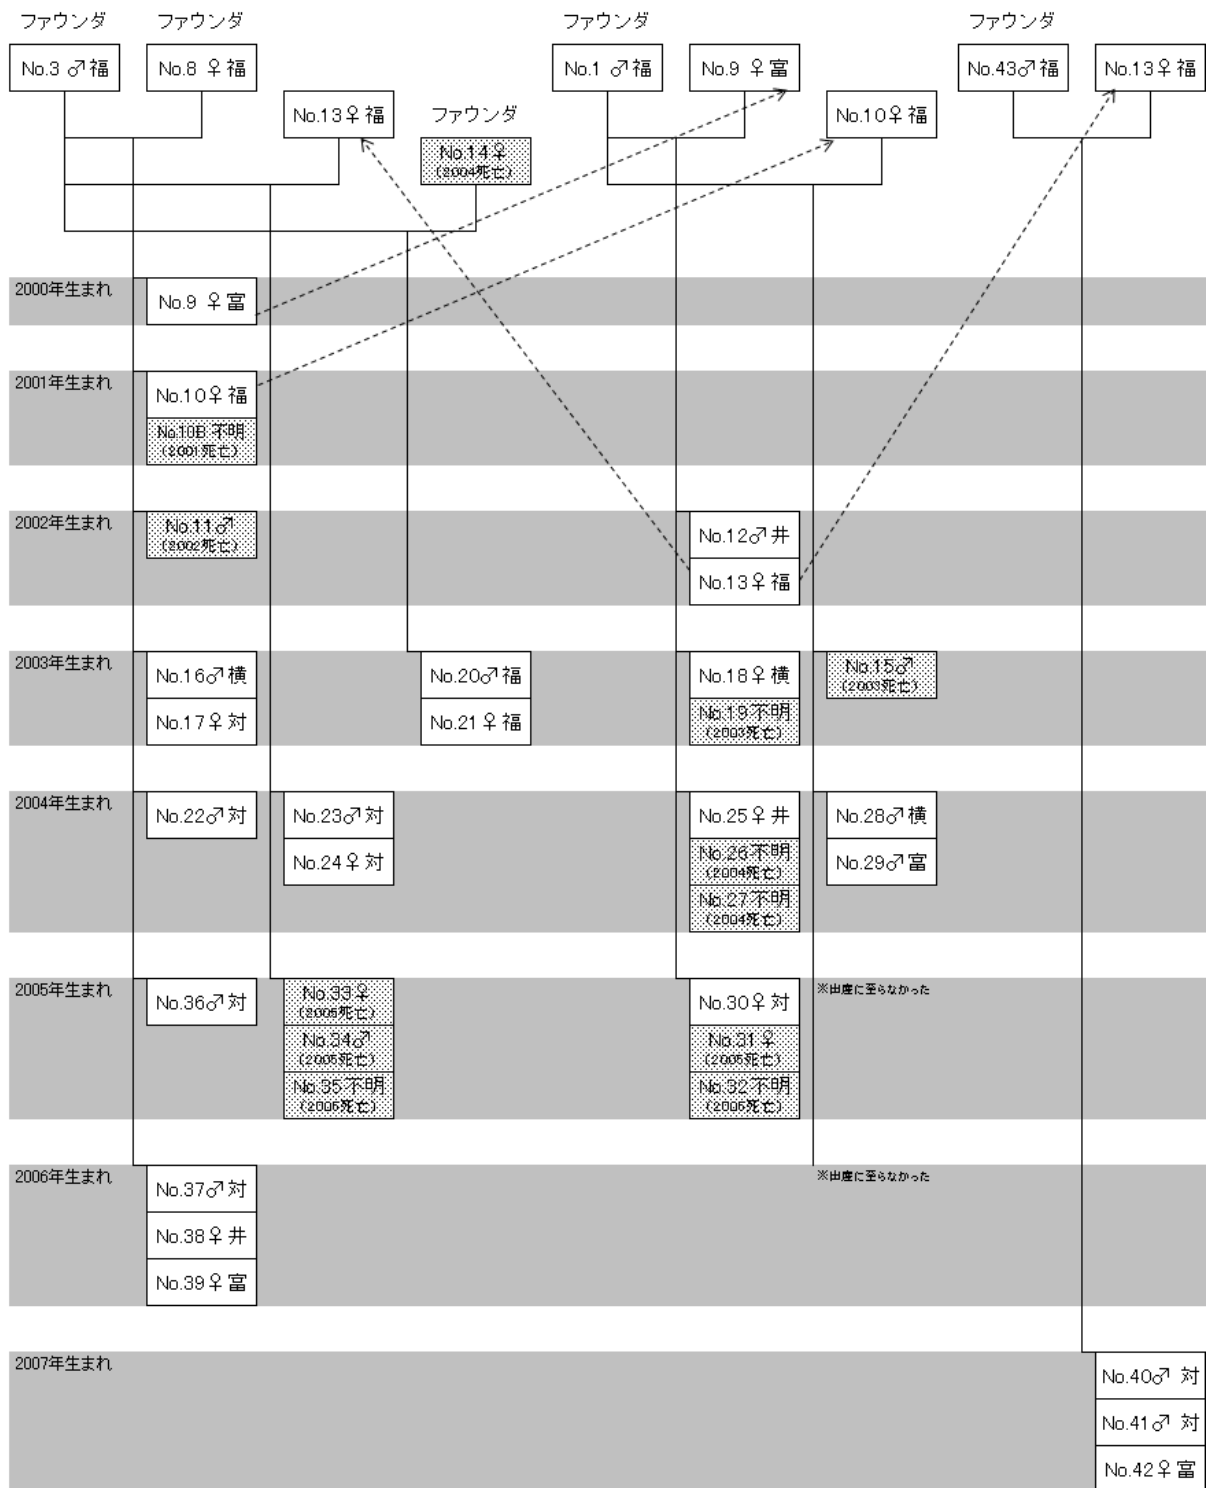 ファウンダ
ファウンダ
ファウンダ
ファウンダ
No.3 ♂福
No.8 ♀福
No.1 ♂福
No.9 ♀富
No.43♂福
No.13♀福
No.13♀福
ファウンダ
No.10♀福
No.14♀
(2004死亡)
2000年生まれ
No.9 ♀富
2001年生まれ
No.10♀福
No.10B 不明
(2001死亡)
2002年生まれ
No.11♂
(2002死亡)
No.12♂井
No.13♀福
2003年生まれ
No.16♂横
No.20♂福
No.18♀横
No.15♂
(2003死亡)
No.17♀対
No.21♀福
No.19不明
(2003死亡)
2004年生まれ
No.22♂対
No.23♂対
No.25♀井
No.28♂横
No.24♀対
No.26不明
(2004死亡)
No.29♂富
No.27不明
(2004死亡)
2005年生まれ
No.36♂対
No.33♀
(2005死亡)
No.30♀対
※出産に至らなかった
No.34♂
(2005死亡)
No.31♀
(2005死亡)
No.35不明
(2005死亡)
No.32不明
(2005死亡)
2006年生まれ
No.37♂対
※出産に至らなかった
No.38♀井
No.39♀富
2007年生まれ
No.40♂ 対
No.41♂ 対
No.42♀富